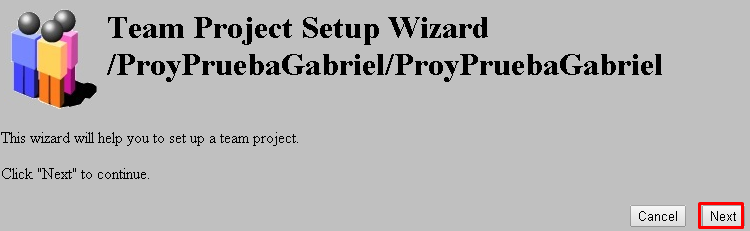 Team Project Setup Wizard
/ProyPruebaGabriel/ProyPruebaGabriel
This wizard will help you to set up a team project.
Click "Next" to continue.
Cancel Next